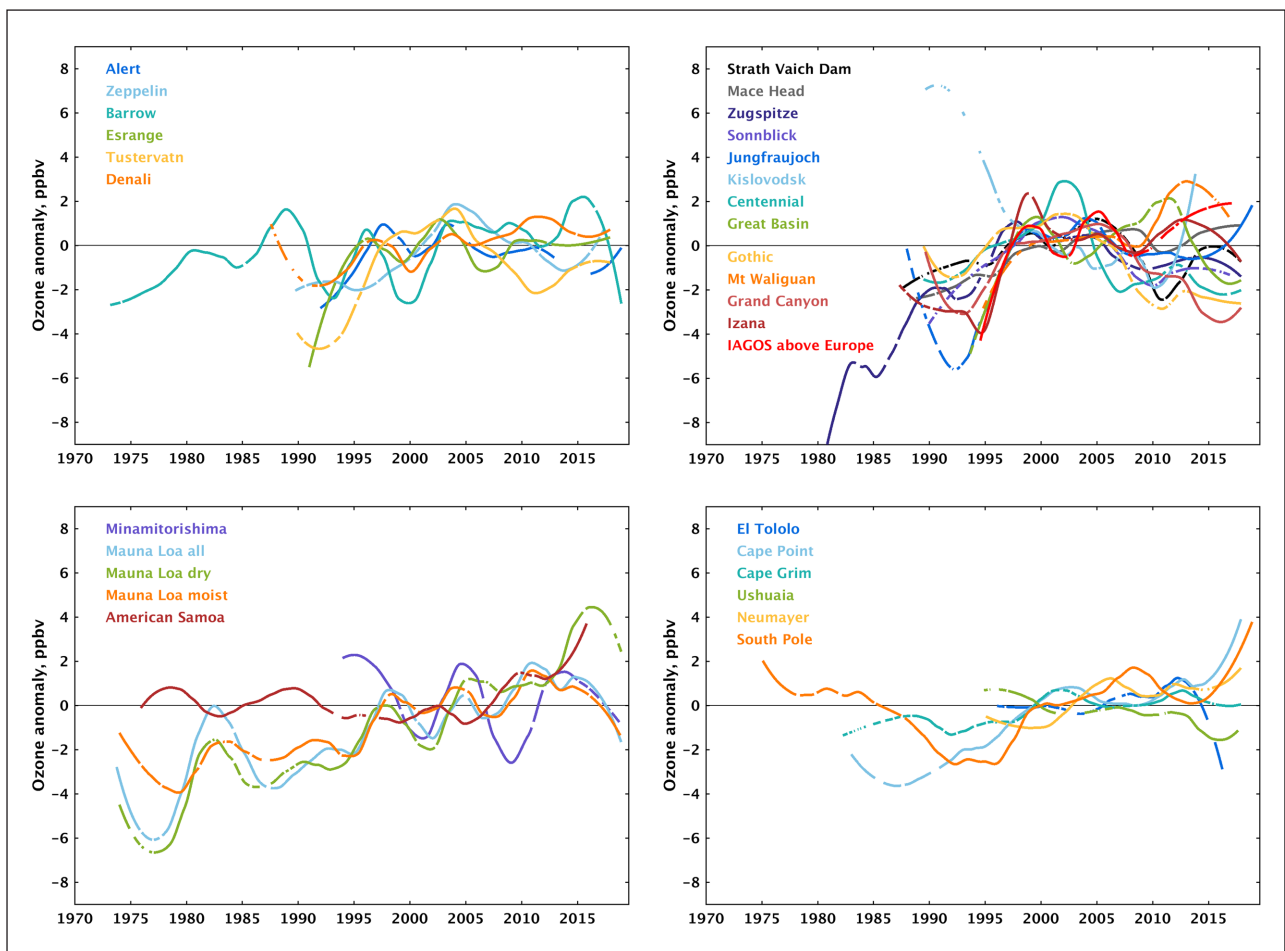 8
6
4
2
0
−2
−4
−6
−8
Ozone anomaly, ppbv
Alert
Zeppelin
Barrow
Esrange
Tustervatn
Denali
1970 1975 1980 1985 1990 1995 2000 2005 2010 2015
8
6
4
2
0
−2
−4
−6
−8
Ozone anomaly, ppbv
Strath Vaich Dam
Mace Head
Zugspitze
Sonnblick
Jungfraujoch
Kislovodsk
Centennial
Great Basin
Gothic
Mt Waliguan
Grand Canyon
Izana
IAGOS above Europe
1970 1975 1980 1985 1990 1995 2000 2005 2010 2015
8
6
4
2
0
−2
−4
−6
−8
Ozone anomaly, ppbv
Minamitorishima
Mauna Loa all
Mauna Loa dry
Mauna Loa moist
American Samoa
1970 1975 1980 1985 1990 1995 2000 2005 2010 2015
8
6
4
2
0
−2
−4
−6
−8
Ozone anomaly, ppbv
El Tololo
Cape Point
Cape Grim
Ushuaia
Neumayer
South Pole
1970 1975 1980 1985 1990 1995 2000 2005 2010 2015